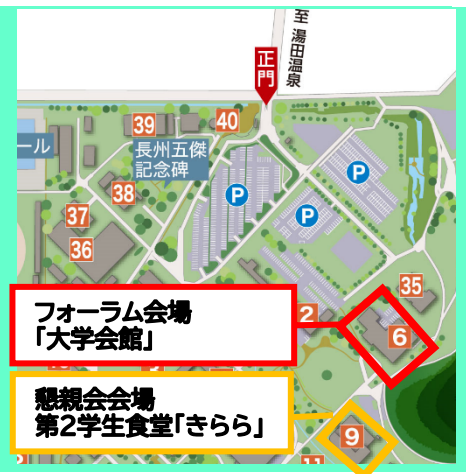 至 湯田温泉
正門
39
40
長州五傑
記念碑
ール
38
37
36
P
P
P
35
フォーラム会場
「大学会館」
2
6
懇親会会場
第2学生食堂「きらら」
9
11